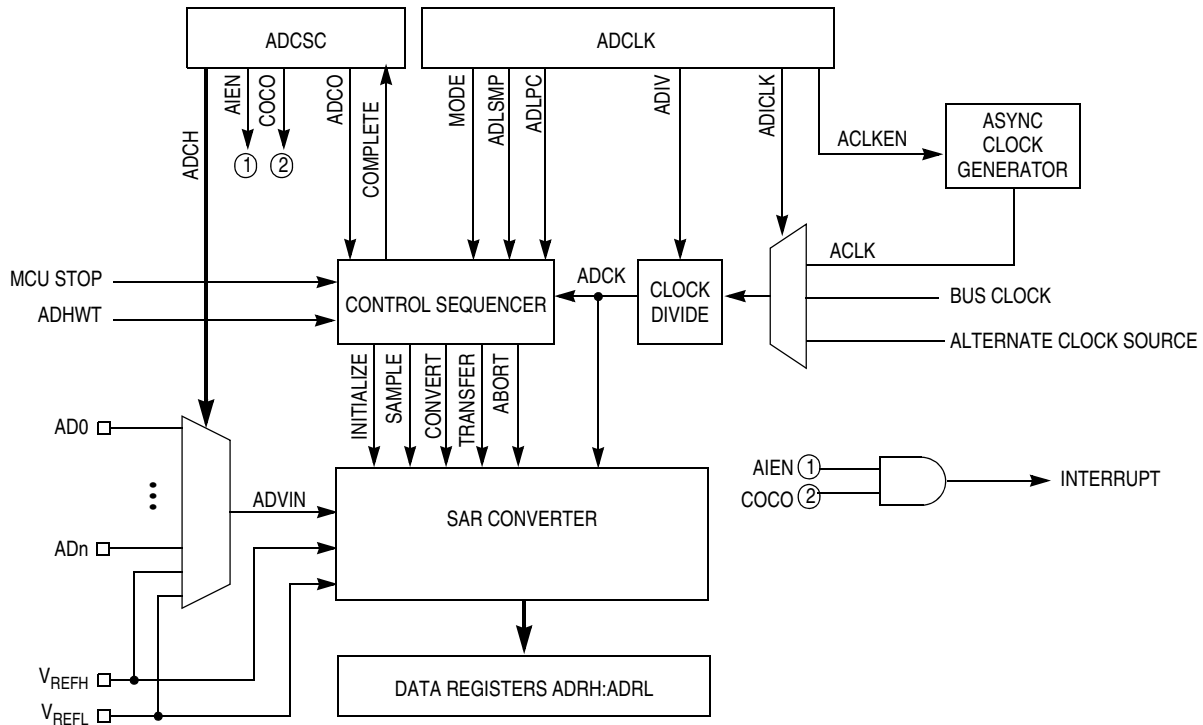 ADCSC
ADCLK
ADCH
AIEN
COCO
ADCO
COMPLETE
MODE
ADLSMP
ADLPC
ADIV
ADICLK
ACLKEN
ASYNC
CLOCK
GENERATOR
1
2
ACLK
MCU STOP
ADHWT
CONTROL SEQUENCER
ADCK
CLOCK
DIVIDE
BUS CLOCK
ALTERNATE CLOCK SOURCE
INITIALIZE
SAMPLE
CONVERT
TRANSFER
ABORT
AD0
•••
ADn
ADVIN
SAR CONVERTER
AIEN 1
COCO 2
INTERRUPT
VREFH
VREFL
DATA REGISTERS ADRH:ADRL